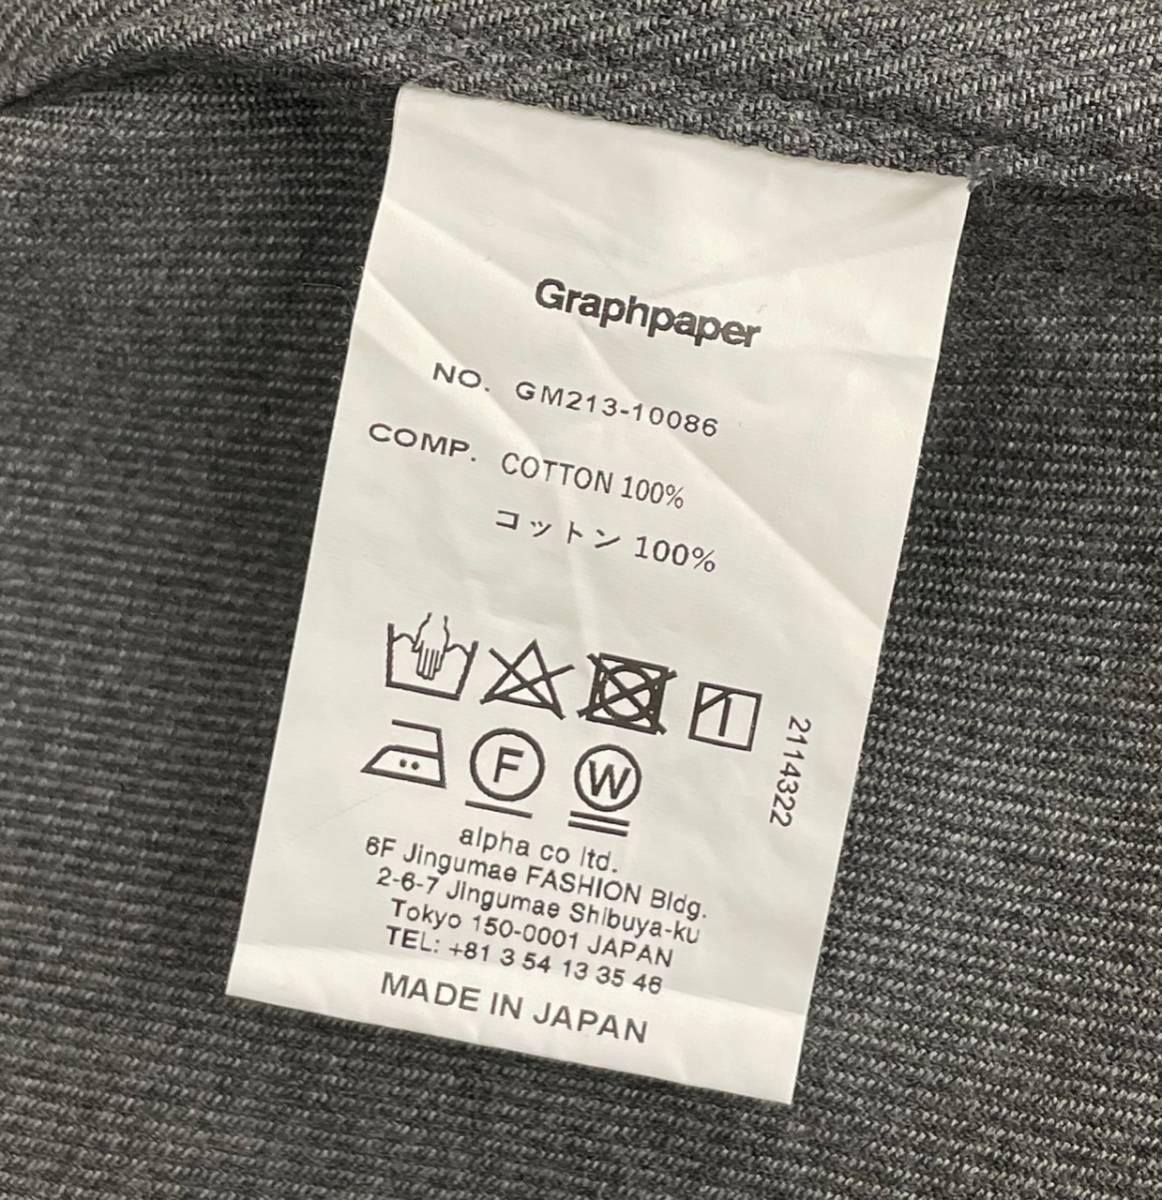 Graphpaper
NO. GM213-10086
COMP. COTTON 100%
コットン 100%
F W
2114322
alpha co ltd.
6F Jingumae FASHION Bldg.
2-6-7 Jingumae Shibuya-ku
Tokyo 150-0001 JAPAN
TEL: +81 3 54 13 35 46
MADE IN JAPAN